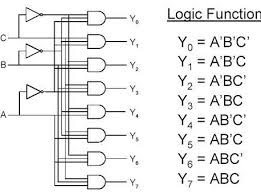 Logic Function
C
B
A
Y0
Y1
Y2
Y3
Y4
Y5
Y6
Y7
Y0 = A'B'C'
Y1 = A'B'C
Y2 = A'BC'
Y3 = A'BC
Y4 = AB'C'
Y5 = AB'C
Y6 = ABC'
Y7 = ABC